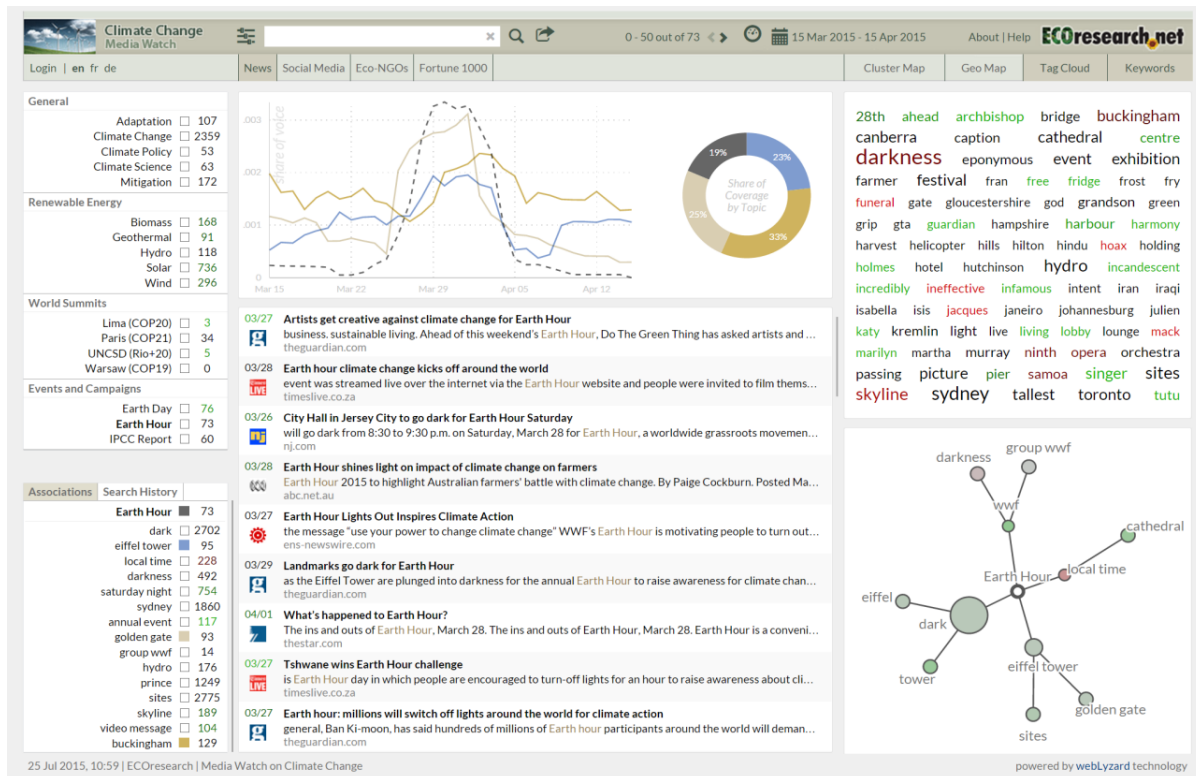 Climate Change
Media Watch
0 - 50 out of 73
15 Mar 2015 - 15 Apr 2015
About | Help
ECOresearch.net
Login | en fr de
News
Social Media
Eco-NGOs
Fortune 1000
Cluster Map
Geo Map
Tag Cloud
Keywords
General
Adaptation 107
Climate Change 2359
Climate Policy 53
Climate Science 63
Mitigation 172
Renewable Energy
Biomass 168
Geothermal 91
Hydro 118
Solar 736
Wind 296
World Summits
Lima (COP20) 3
Paris (COP21) 34
UNCSD (Rio+20) 5
Warsaw (COP19) 0
Events and Campaigns
Earth Day 76
Earth Hour 73
IPCC Report 60
Associations
Search History
Earth Hour 73
dark 2702
eiffel tower 95
local time 228
darkness 492
saturday night 754
sydney 1860
annual event 117
golden gate 93
group wwf 14
hydro 176
prince 1249
sites 2775
skyline 189
video message 104
buckingham 129
share of voice
.003
.002
.001
0
Mar 15
Mar 22
Mar 29
Apr 05
Apr 12
19%
23%
25%
33%
Share of
Coverage
by Topic
03/27 Artists get creative against climate change for Earth Hour
business, sustainable living. Ahead of this weekend's Earth Hour, Do The Green Thing has asked artists and ...
theguardian.com
03/28 Earth hour climate change kicks off around the world
event was streamed live over the internet via the Earth Hour website and people were invited to film thems...
timeslive.co.za
03/26 City Hall in Jersey City to go dark for Earth Hour Saturday
will go dark from 8:30 to 9:30 p.m. on Saturday, March 28 for Earth Hour, a worldwide grassroots movemen...
nj.com
03/28 Earth Hour shines light on impact of climate change on farmers
Earth Hour 2015 to highlight Australian farmers' battle with climate change. By Paige Cockburn. Posted Ma...
abc.net.au
03/27 Earth Hour Lights Out Inspires Climate Action
the message "use your power to change climate change" WWF's Earth Hour is motivating people to turn out...
ens-newswire.com
03/29 Landmarks go dark for Earth Hour
as the Eiffel Tower are plunged into darkness for the annual Earth Hour to raise awareness for climate chan...
theguardian.com
04/01 What's happened to Earth Hour?
The ins and outs of Earth Hour, March 28. The ins and outs of Earth Hour, March 28. Earth Hour is a conveni...
thestar.com
03/27 Tshwane wins Earth Hour challenge
is Earth Hour day in which people are encouraged to turn-off lights for an hour to raise awareness about cli...
timeslive.co.za
03/27 Earth hour: millions will switch off lights around the world for climate action
general, Ban Ki-moon, has said hundreds of millions of Earth hour participants around the world will deman...
theguardian.com
28th ahead archbishop bridge buckingham
canberra caption cathedral centre
darkness eponymous event exhibition
farmer festival fran free fridge frost fry
funeral gate gloucestershire god grandson green
grip gta guardian hampshire harbour harmony
harvest helicopter hills hilton hindu hoax holding
holmes hotel hutchinson hydro incandescent
incredibly ineffective infamous intent iran iraqi
isabella isis jacques janeiro johannesburg julien
katy kremlin light live living lobby lounge mack
marilyn martha murray ninth opera orchestra
passing picture pier samoa singer sites
skyline sydney tallest toronto tutu
darkness
group wwf
wwf
cathedral
Earth Hour
local time
eiffel
dark
eiffel tower
tower
golden gate
sites
25 Jul 2015, 10:59 | ECOresearch | Media Watch on Climate Change
powered by webLyzard technology